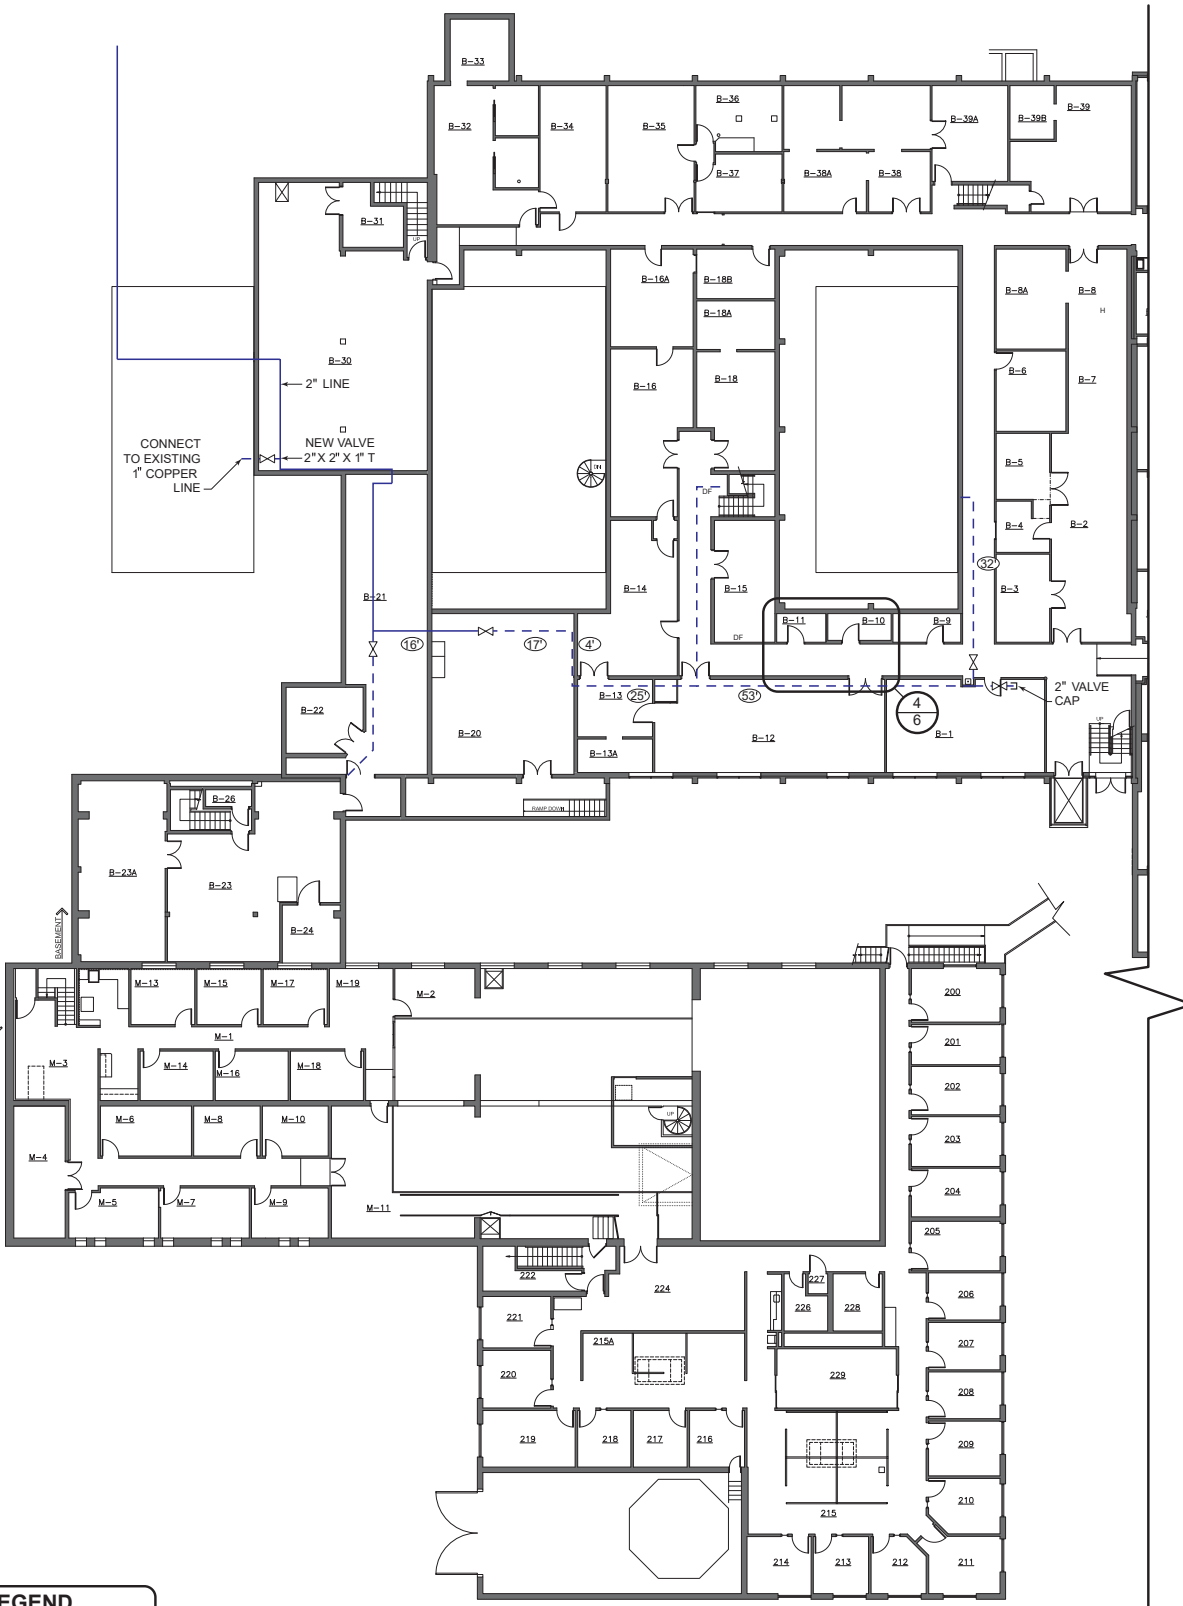 B-33
B-32
B-34
B-35
B-36
B-37
B-38A
B-38
B-39A
B-39B
B-39
B-31
UP
B-30
2" LINE
CONNECT
TO EXISTING
1" COPPER
LINE
NEW VALVE
2" X 2" X 1" T
B-16A
B-18B
B-18A
B-16
B-18
DN
DF
B-8A
B-8
H
B-6
B-7
B-5
B-4
B-2
B-3
32'
B-21
B-14
B-15
DF
B-11
B-10
B-9
16'
17'
4'
B-13
25'
53'
4
6
2" VALVE
CAP
B-22
B-20
B-13A
B-12
B-1
UP
RAMP DOWN
B-26
B-23A
B-23
B-24
BASEMENT
M-13
M-15
M-17
M-19
M-2
M-1
M-3
M-14
M-16
M-18
M-6
M-8
M-10
M-4
M-5
M-7
M-9
M-11
UP
200
201
202
203
204
205
206
207
208
209
210
211
222
224
227
226
228
221
215A
220
229
219
218
217
216
215
214
213
212
LEGEND